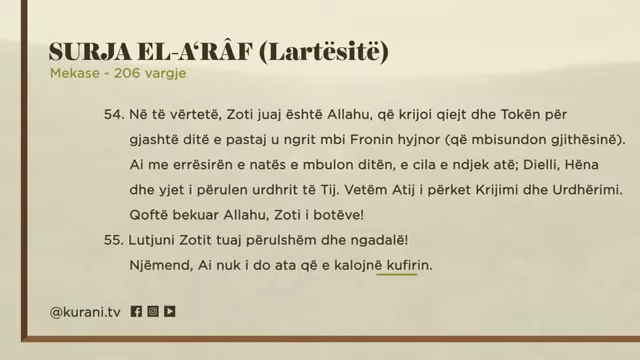 SURJA EL-A‘RÂF (Lartësitë)
Mekase - 206 vargje
54. Në të vërtetë, Zoti juaj është Allahu, që krijoi qiejt dhe Tokën për
gjashtë ditë e pastaj u ngrit mbi Fronin hyjnor (që mbisundon gjithësinë).
Ai me errësirën e natës e mbulon ditën, e cila e ndjek atë; Dielli, Hëna
dhe yjet i përulen urdhrit të Tij. Vetëm Atij i përket Krijimi dhe Urdhërimi.
Qoftë bekuar Allahu, Zoti i botëve!
55. Lutjuni Zotit tuaj përulshëm dhe ngadalë!
Njëmend, Ai nuk i do ata që e kalojnë kufirin.
@kurani.tv